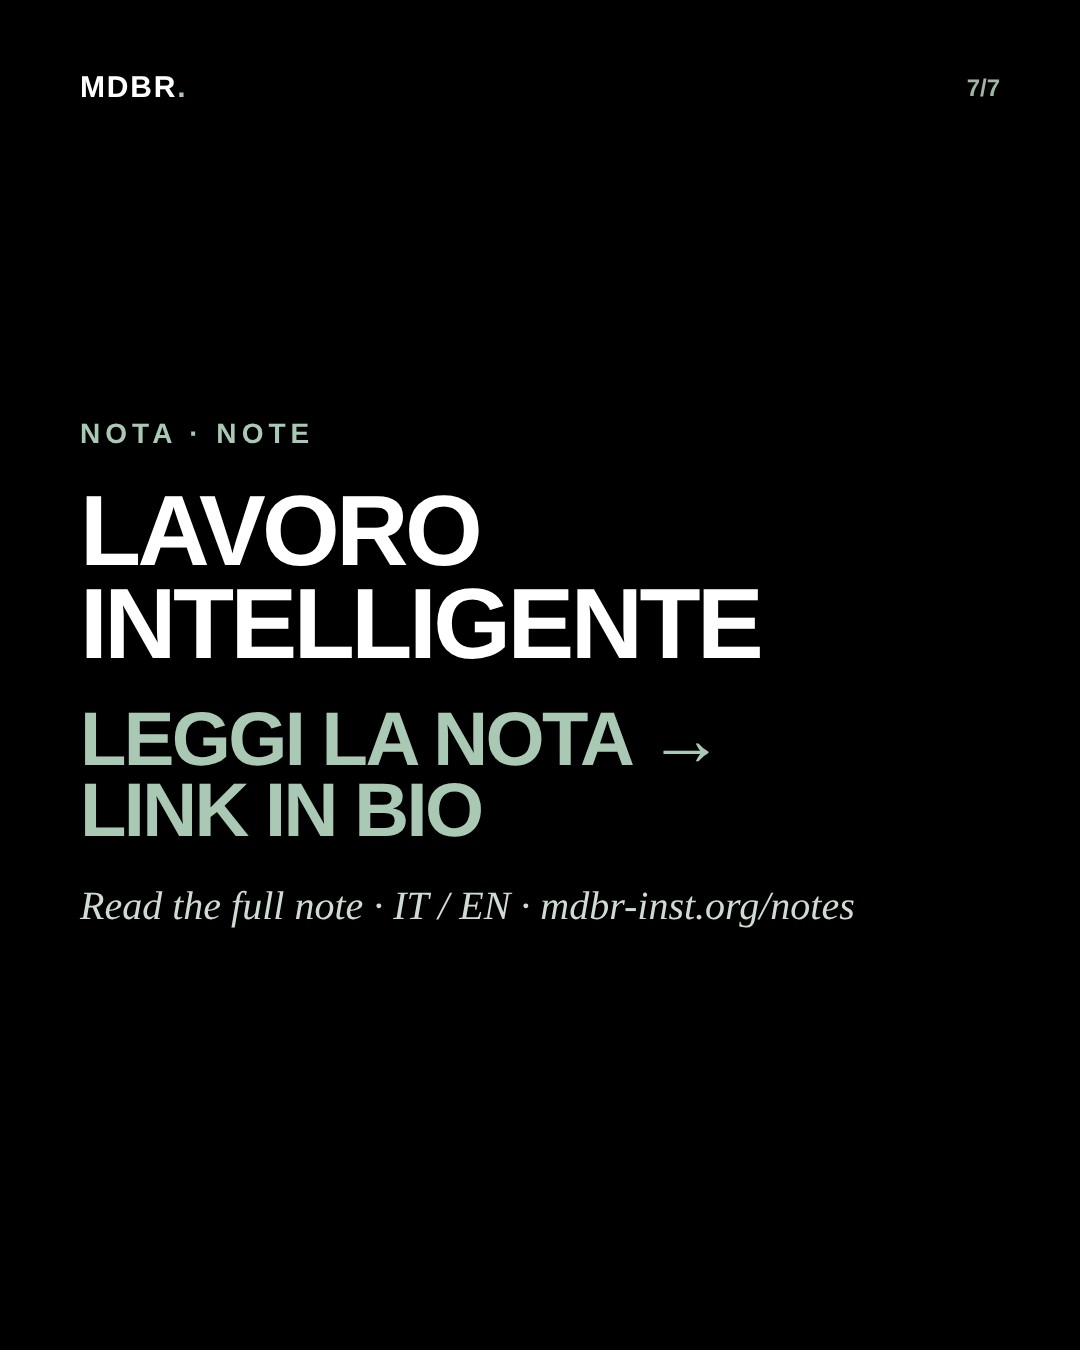 MDBR.
7/7
NOTA · NOTE
LAVORO
INTELLIGENTE
LEGGI LA NOTA →
LINK IN BIO
Read the full note · IT / EN · mdbr-inst.org/notes